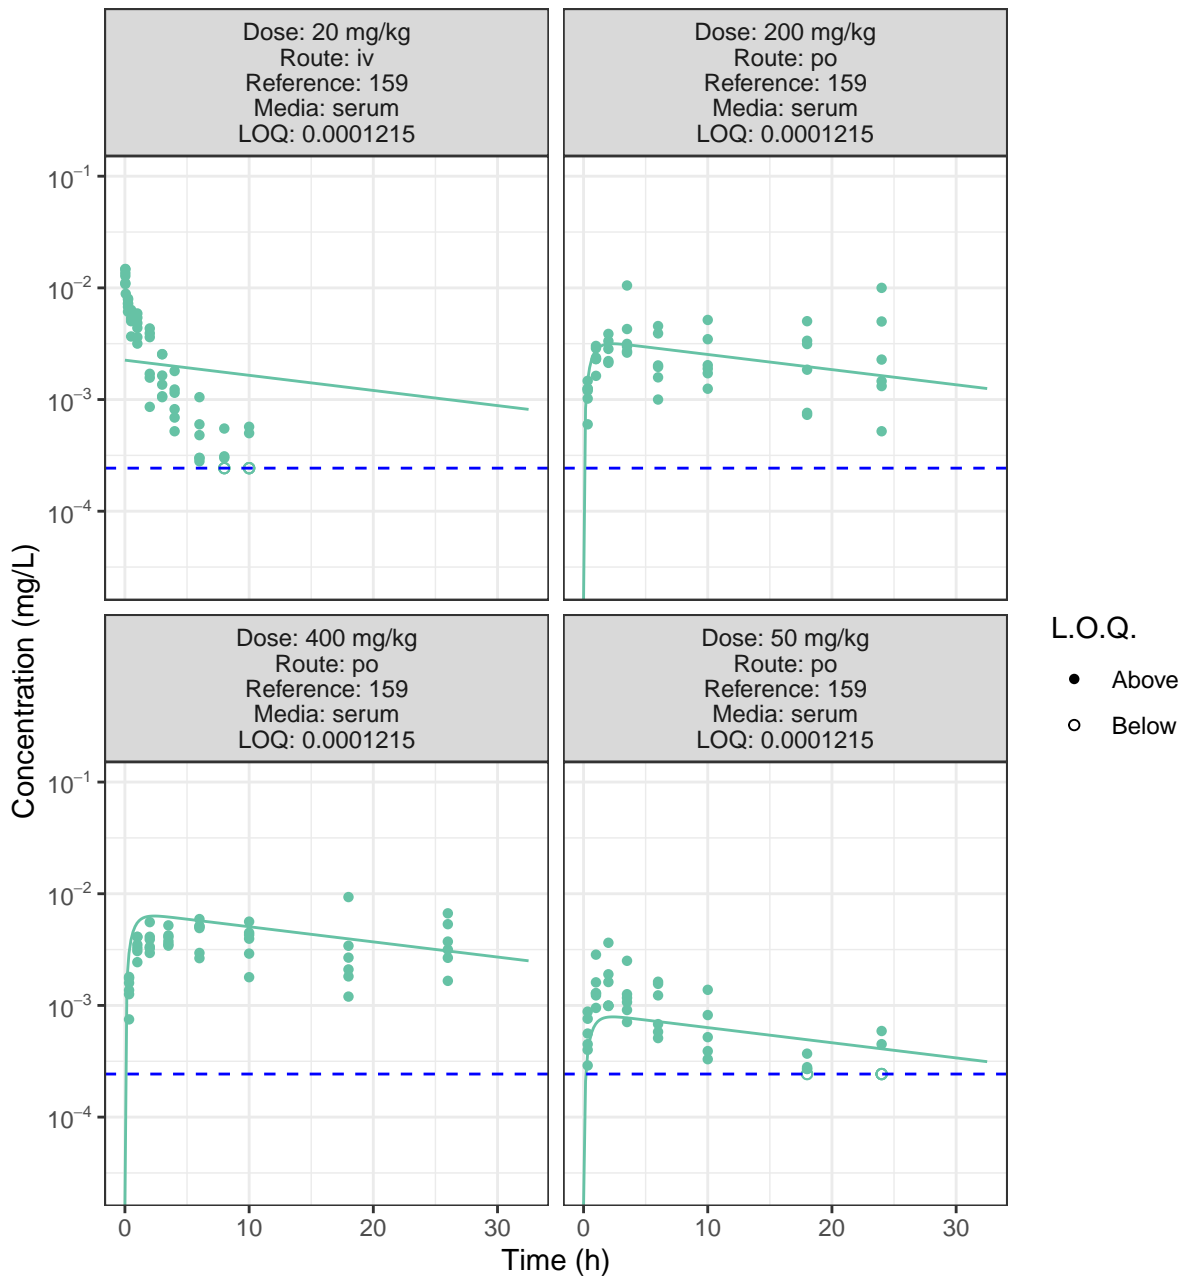 Dose: 20 mg/kg
Route: iv
Reference: 159
Media: serum
LOQ: 0.0001215
Dose: 200 mg/kg
Route: po
Reference: 159
Media: serum
LOQ: 0.0001215
10⁻¹
10⁻²
10⁻³
10⁻⁴
Dose: 400 mg/kg
Route: po
Reference: 159
Media: serum
LOQ: 0.0001215
Dose: 50 mg/kg
Route: po
Reference: 159
Media: serum
LOQ: 0.0001215
10⁻¹
10⁻²
10⁻³
10⁻⁴
0 10 20 30
0 10 20 30
Time (h)
Concentration (mg/L)
L.O.Q.
Above
Below